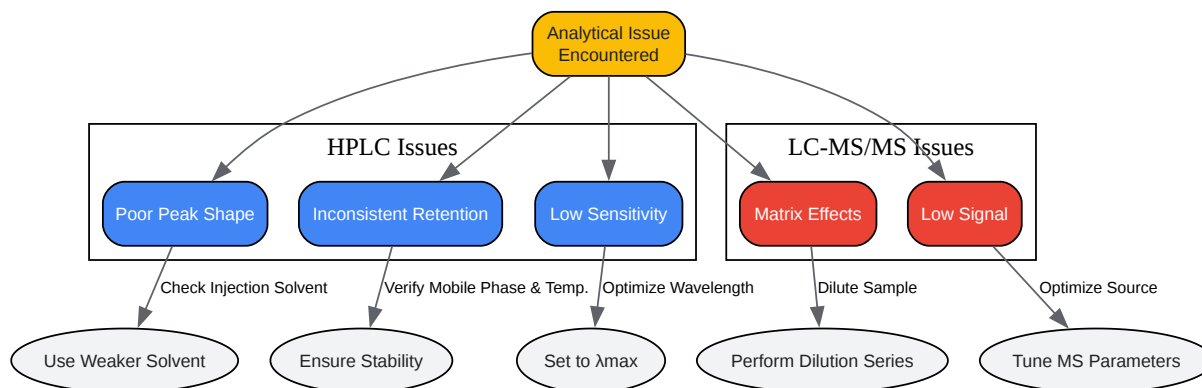 Analytical Issue
Encountered
HPLC Issues
LC-MS/MS Issues
Poor Peak Shape
Inconsistent Retention
Low Sensitivity
Matrix Effects
Low Signal
Check Injection Solvent
Verify Mobile Phase & Temp.
Optimize Wavelength
Dilute Sample
Optimize Source
Use Weaker Solvent
Ensure Stability
Set to λmax
Perform Dilution Series
Tune MS Parameters